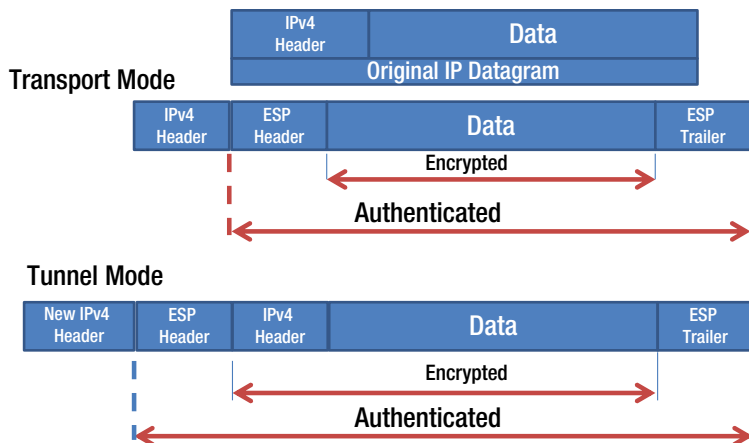 IPv4
Header
Data
Original IP Datagram
Transport Mode
IPv4
Header
ESP
Header
Data
ESP
Trailer
Encrypted
Authenticated
Tunnel Mode
New IPv4
Header
ESP
Header
IPv4
Header
Data
ESP
Trailer
Encrypted
Authenticated